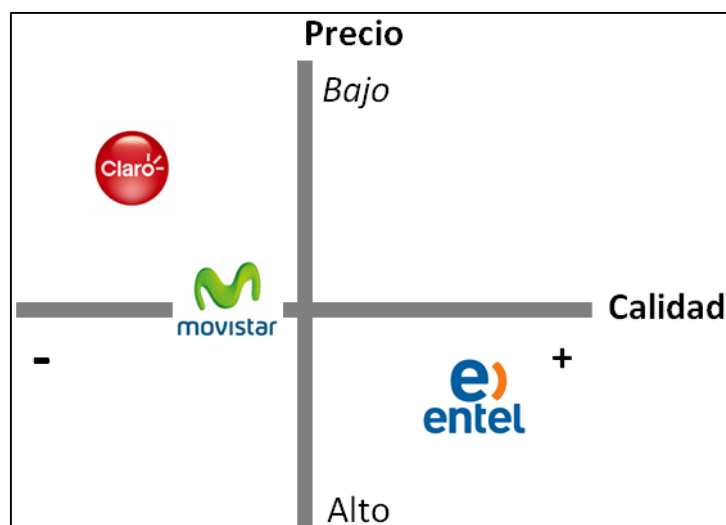 Precio
Bajo
Claro
movistar
Calidad
-
+
e)
entel
Alto